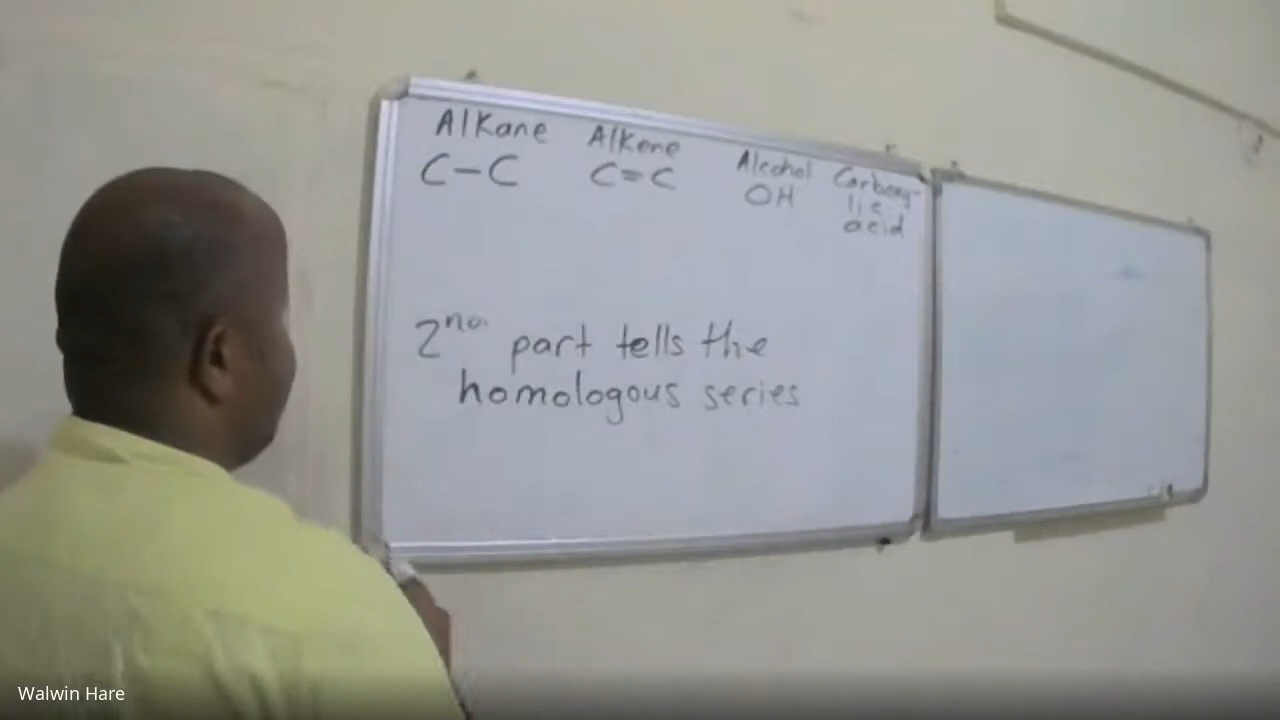 Alkane Alkene Alcohol Carboxy-
C-C C=C OH lic
acid
2nd part tells the
homologous series
Walwin Hare